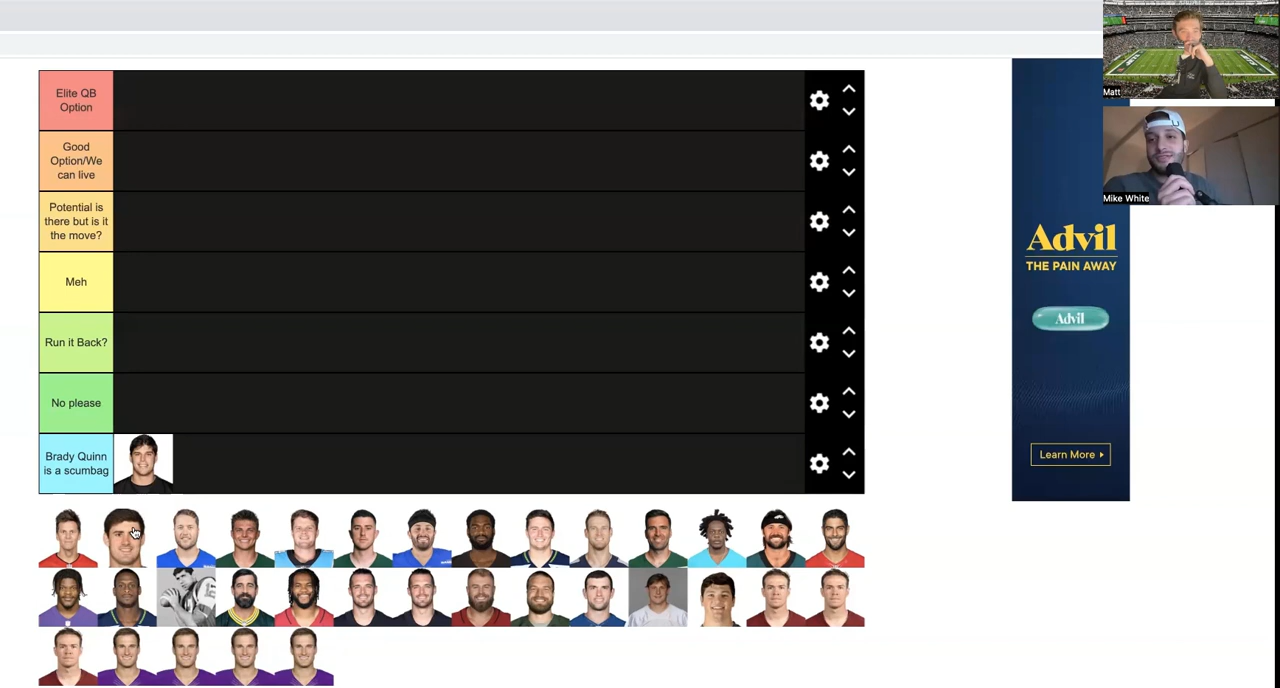 Elite QB
Option
Good
Option/We
can live
Potential is
there but is it
the move?
Meh
Run it Back?
No please
Brady Quinn
is a scumbag
Matt
Mike White
Advil
THE PAIN AWAY
Advil
Learn More